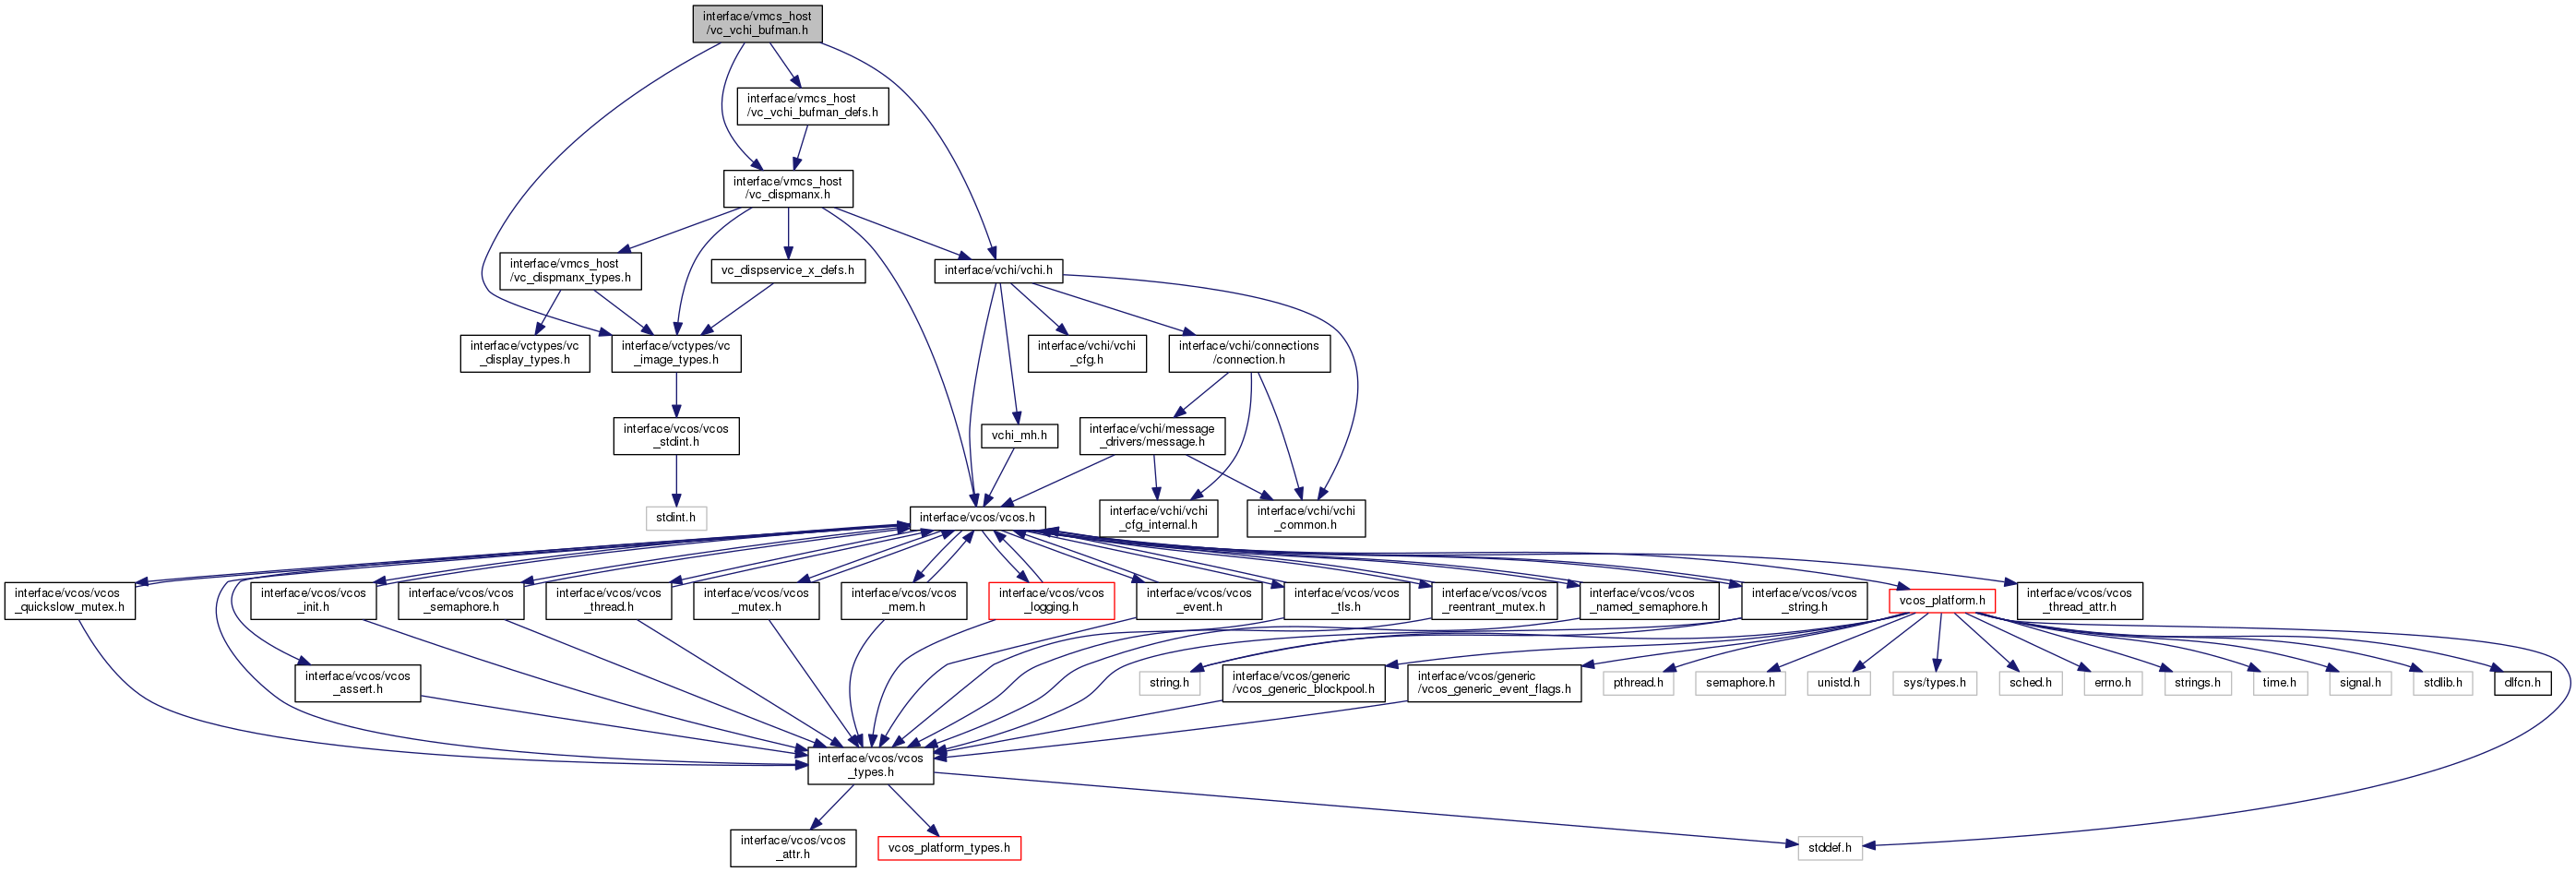 interface/vmcs_host
/vc_vchi_bufman.h
interface/vmcs_host
/vc_vchi_bufman_defs.h
interface/vmcs_host
/vc_dispmanx.h
interface/vmcs_host
/vc_dispmanx_types.h
vc_dispservice_x_defs.h
interface/vchi/vchi.h
interface/vctypes/vc
_display_types.h
interface/vctypes/vc
_image_types.h
interface/vchi/vchi
_cfg.h
interface/vchi/connections
/connection.h
interface/vcos/vcos
_stdint.h
vchi_mh.h
interface/vchi/message
_drivers/message.h
stdint.h
interface/vcos/vcos.h
interface/vchi/vchi
_cfg_internal.h
interface/vchi/vchi
_common.h
interface/vcos/vcos
_quickslow_mutex.h
interface/vcos/vcos
_init.h
interface/vcos/vcos
_semaphore.h
interface/vcos/vcos
_thread.h
interface/vcos/vcos
_mutex.h
interface/vcos/vcos
_mem.h
interface/vcos/vcos
_logging.h
interface/vcos/vcos
_event.h
interface/vcos/vcos
_tls.h
interface/vcos/vcos
_reentrant_mutex.h
interface/vcos/vcos
_named_semaphore.h
interface/vcos/vcos
_string.h
vcos_platform.h
interface/vcos/vcos
_thread_attr.h
interface/vcos/vcos
_assert.h
string.h
interface/vcos/generic
/vcos_generic_blockpool.h
interface/vcos/generic
/vcos_generic_event_flags.h
pthread.h
semaphore.h
unistd.h
sys/types.h
sched.h
errno.h
strings.h
time.h
signal.h
stdlib.h
dlfcn.h
interface/vcos/vcos
_types.h
interface/vcos/vcos
_attr.h
vcos_platform_types.h
stddef.h